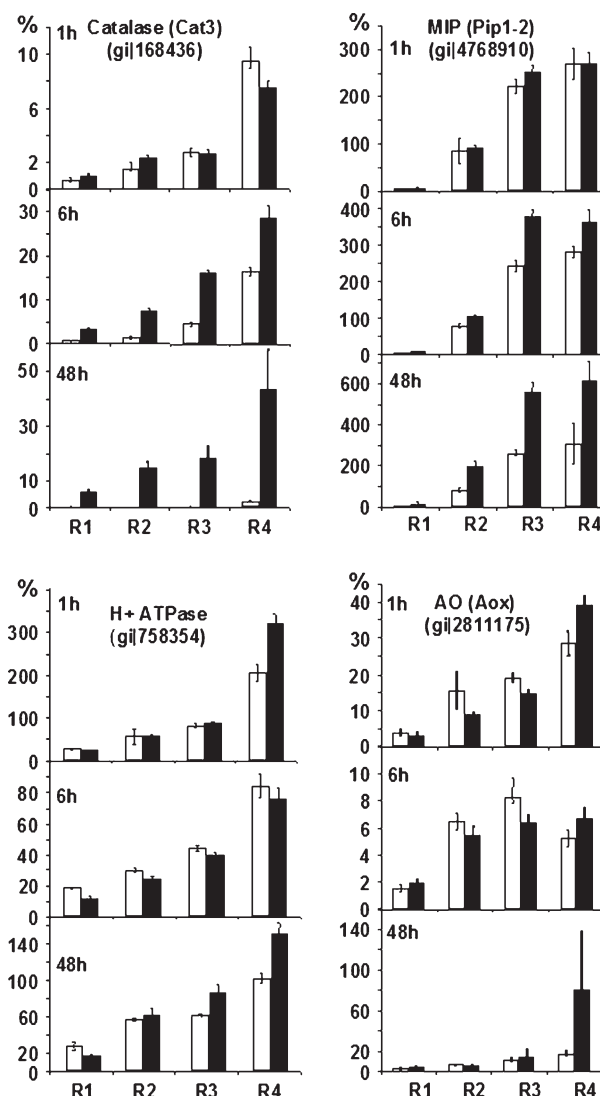 %
1h
Catalase (Cat3)
(gi|168436)
10
6
2
0
6h
30
20
10
0
48h
50
30
10
0
R1 R2 R3 R4
%
1h
MIP (Pip1-2)
(gi|4768910)
300
200
100
0
6h
400
300
200
100
0
48h
600
400
200
0
R1 R2 R3 R4
%
1h
H+ ATPase
(gi|758354)
300
200
100
0
6h
80
60
40
20
0
48h
140
100
60
20
0
R1 R2 R3 R4
%
1h
AO (Aox)
(gi|2811175)
40
30
20
10
0
6h
10
8
6
4
2
0
48h
140
100
60
20
0
R1 R2 R3 R4